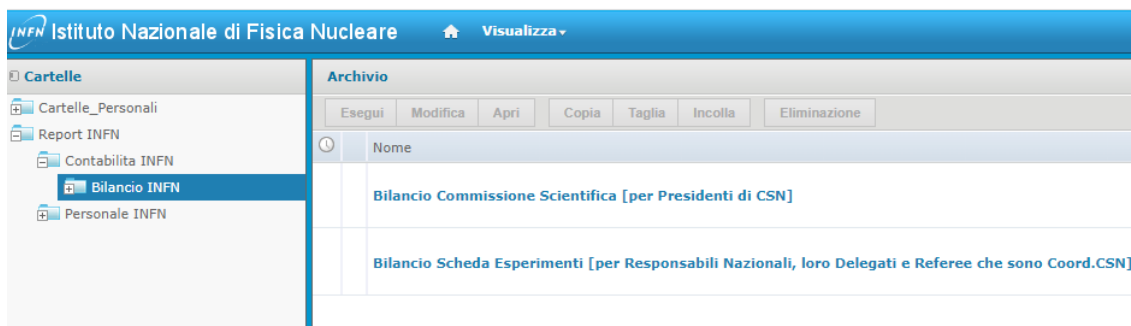 INFN Istituto Nazionale di Fisica Nucleare Visualizza
Cartelle
Cartelle_Personali
Report INFN
Contabilita INFN
Bilancio INFN
Personale INFN
Archivio
Esegui Modifica Apri Copia Taglia Incolla Eliminazione
Nome
Bilancio Commissione Scientifica [per Presidenti di CSN]
Bilancio Scheda Esperimenti [per Responsabili Nazionali, loro Delegati e Referee che sono Coord.CSN]